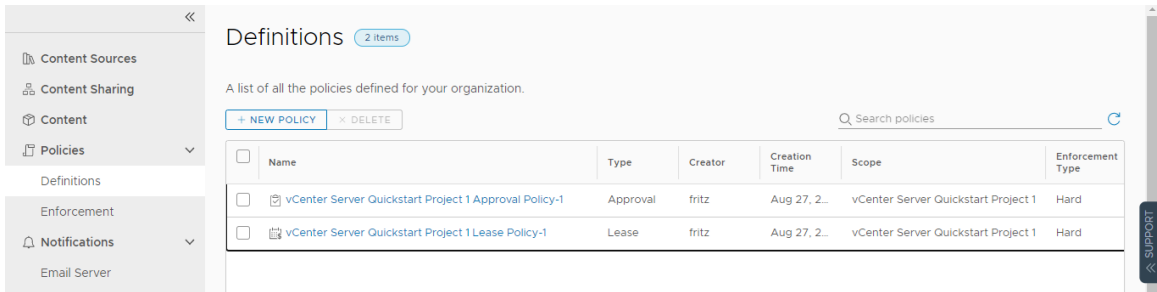 Definitions 2 items
Content Sources
Content Sharing
Content
Policies
Definitions
Enforcement
Notifications
Email Server
A list of all the policies defined for your organization.
+ NEW POLICY × DELETE
Search policies
Name Type Creator Creation Time Scope Enforcement Type
vCenter Server Quickstart Project 1 Approval Policy-1 Approval fritz Aug 27, 2... vCenter Server Quickstart Project 1 Hard
vCenter Server Quickstart Project 1 Lease Policy-1 Lease fritz Aug 27, 2... vCenter Server Quickstart Project 1 Hard
SUPPORT